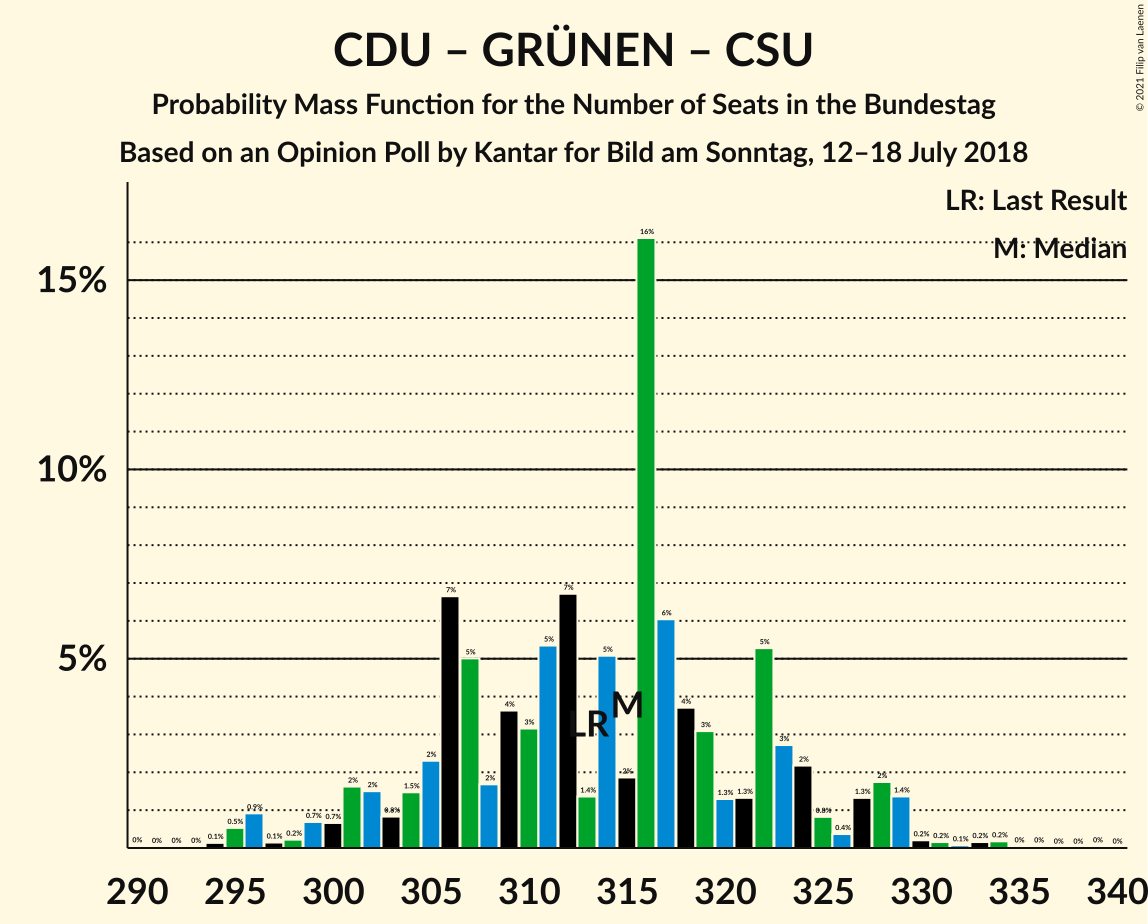 CDU – GRÜNEN – CSU
Probability Mass Function for the Number of Seats in the Bundestag
Based on an Opinion Poll by Kantar for Bild am Sonntag, 12–18 July 2018
© 2021 Filip van Laenen
LR: Last Result
M: Median
15%
10%
5%
0% 0% 0% 0% 0.1% 0.5% 0.9% 0.1% 0.2% 0.7% 0.7% 2% 2% 0.8% 1.5% 2% 7% 5% 2% 4% 3% 5% 7% 1.4% 5% 2% 16% 6% 4% 3% 1.3% 1.3% 5% 3% 2% 0.8% 0.4% 1.3% 2% 1.4% 0.2% 0.2% 0.1% 0.2% 0.2% 0% 0% 0% 0% 0% 0%
LR M
290 295 300 305 310 315 320 325 330 335 340